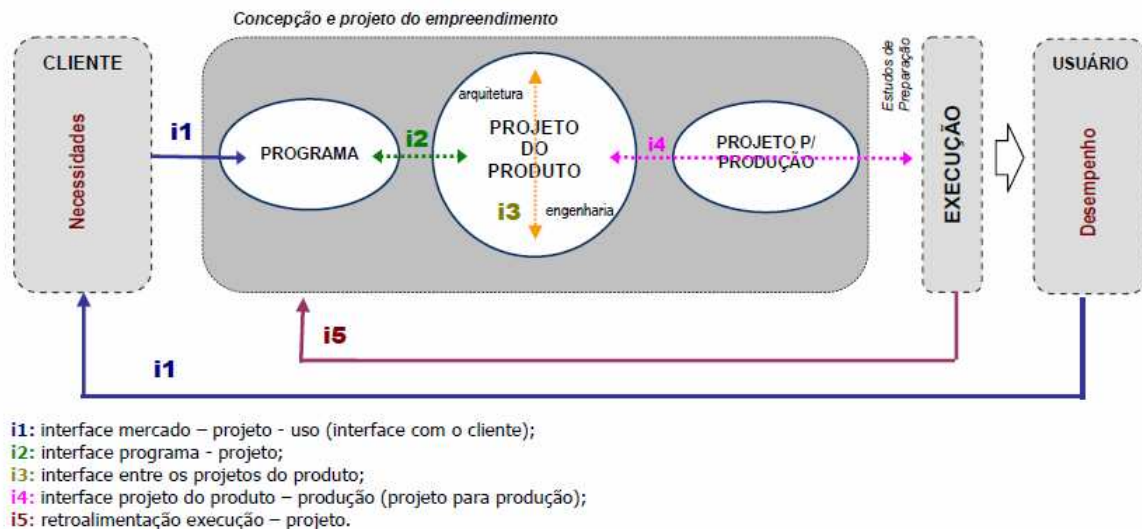 Concepção e projeto do empreendimento
CLIENTE
Necessidades
i1
PROGRAMA
i2
arquitetura
PROJETO
DO
PRODUTO
i3
engenharia
i4
PROJETO P/
PRODUÇÃO
Estudos de
Preparação
EXECUÇÃO
USUÁRIO
Desempenho
i5
i1
i1: interface mercado – projeto - uso (interface com o cliente);
i2: interface programa - projeto;
i3: interface entre os projetos do produto;
i4: interface projeto do produto – produção (projeto para produção);
i5: retroalimentação execução – projeto.